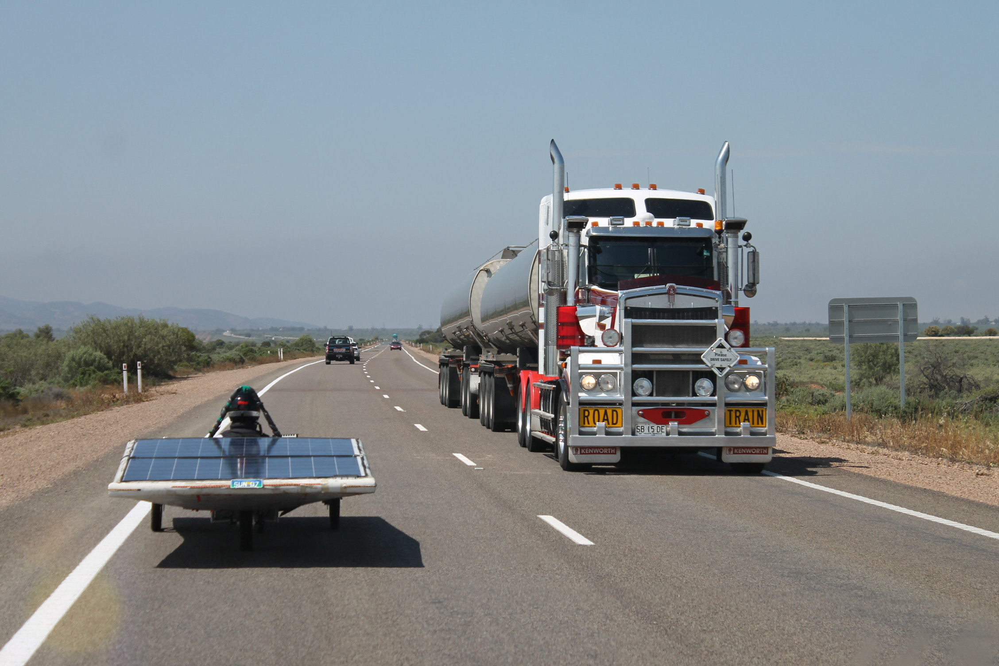 Please
DRIVE SAFELY
ROAD
TRAIN
SB 15 DE
KENWORTH
KENWORTH
SUN 07